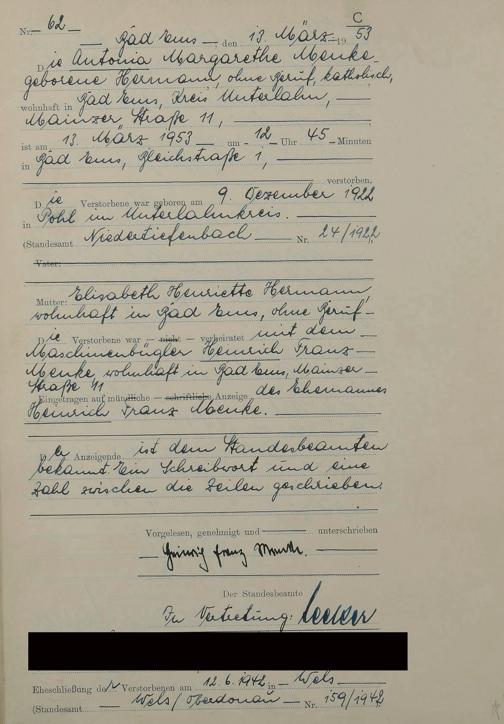 C
Nr. 62
Bad Ems, den 13. März 1953
Die Antonia Margarethe Menke
geborene Hermann, ohne Beruf, katholisch,
wohnhaft in Bad Ems, Kreis Unterlahn,
Mainzer Straße 11,
ist am 13. März 1953 um 12 Uhr 45 Minuten
in Bad Ems, Gleichstraße 1,
verstorben.
Die Verstorbene war geboren am 9. Dezember 1922
in Pohl im Unterlahnkreis.
(Standesamt Niedertiefenbach Nr. 24/1922)
Vater:
Mutter: Elisabeth Henriette Hermann,
wohnhaft in Bad Ems, ohne Beruf
Die Verstorbene war — nicht — verheiratet mit dem
Maschinenbügler Heinrich Franz
Menke, wohnhaft in Bad Ems, Mainzer
Straße 11
Eingetragen auf mündliche — schriftliche Anzeige des Ehemannes
Heinrich Franz Menke.
Der Anzeigende ist dem Standesbeamten
bekannt. Ein Schreibwort und eine
Zahl zwischen die Zeilen geschrieben.
Vorgelesen, genehmigt und unterschrieben
Heinrich Franz Menke.
Der Standesbeamte
In Vertretung:
Eheschließung der Verstorbenen am 12.6.1942 in Wels
(Standesamt Wels/Oberdonau Nr. 159/1942